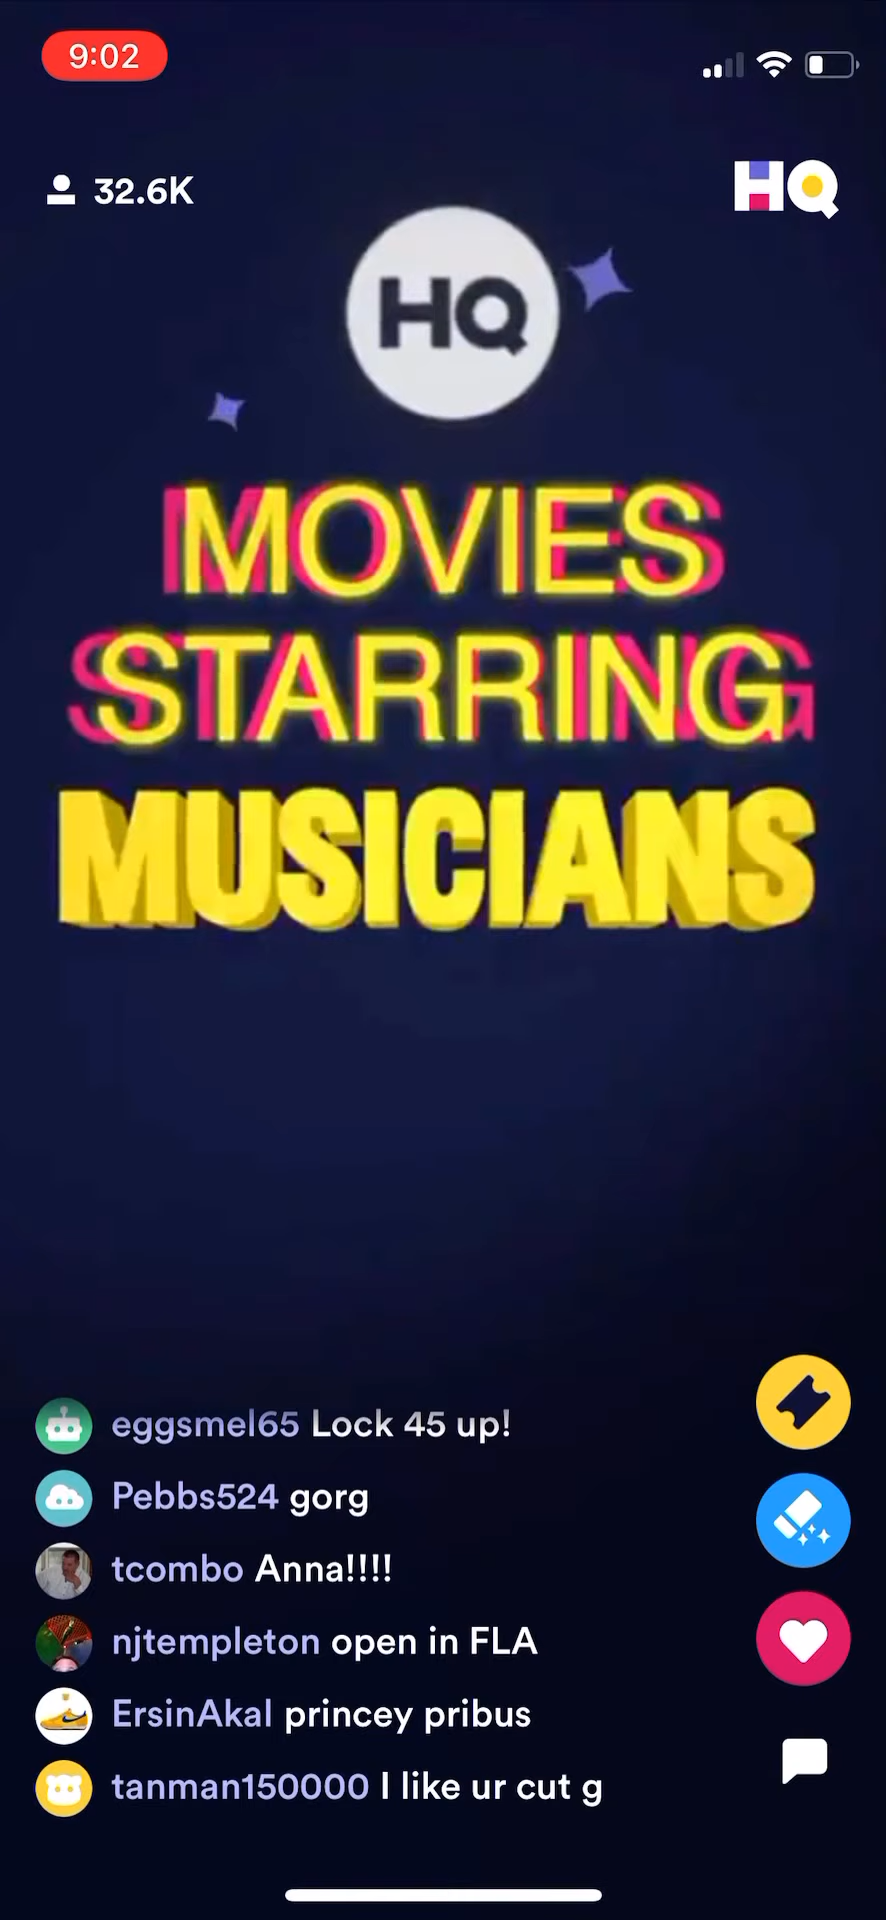 9:02
32.6K
HQ
HQ
MOVIES
STARRING
MUSICIANS
eggsmel65 Lock 45 up!
Pebbs524 gorg
tcombo Anna!!!!
njtempleton open in FLA
ErsinAkal princey pribus
tanman150000 I like ur cut g